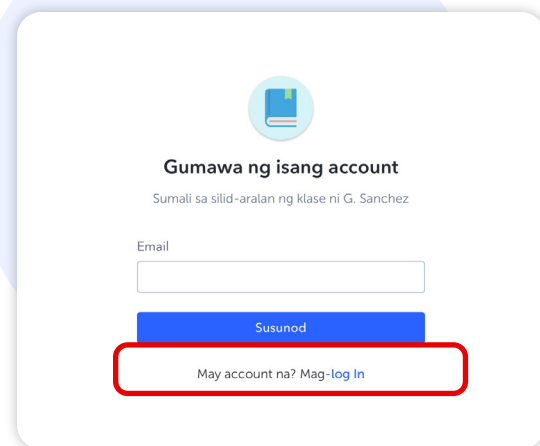 Gumawa ng isang account
Sumali sa silid-aralan ng klase ni G. Sanchez
Email
Susunod
May account na? Mag-log In